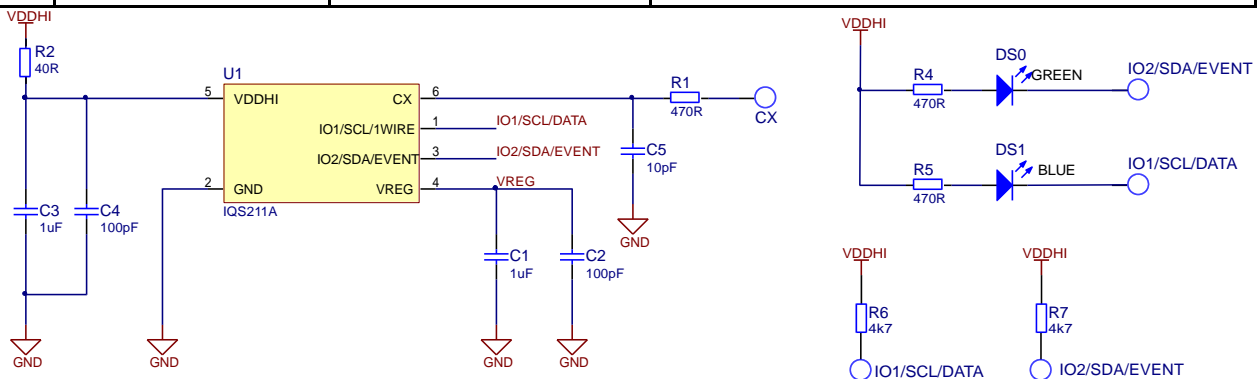 VDDHI
R2
40R
C3
1uF
C4
100pF
GND
GND
U1
5 VDDHI
2 GND
CX 6
IO1/SCL/1WIRE 1
IO2/SDA/EVENT 3
VREG 4
IQS211A
IO1/SCL/DATA
IO2/SDA/EVENT
VREG
C1
1uF
C2
100pF
GND
GND
R1
470R
CX
C5
10pF
GND
VDDHI
R4
470R
DS0
GREEN
IO2/SDA/EVENT
R5
470R
DS1
BLUE
IO1/SCL/DATA
VDDHI
R6
4k7
IO1/SCL/DATA
VDDHI
R7
4k7
IO2/SDA/EVENT